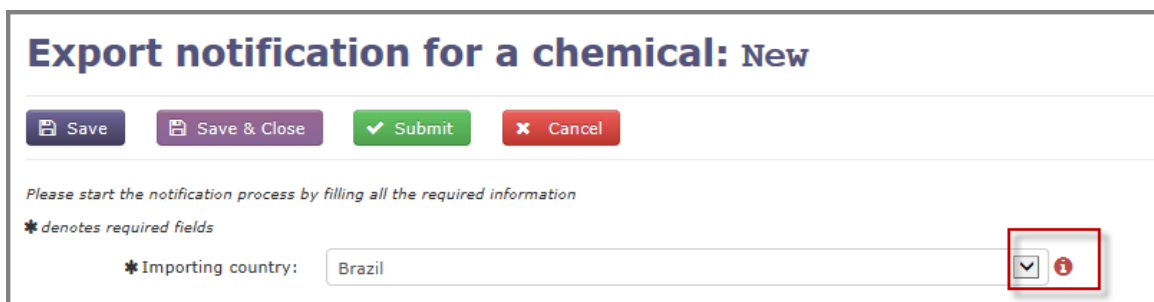 Export notification for a chemical: New
Save Save & Close Submit Cancel
Please start the notification process by filling all the required information
✱ denotes required fields
✱ Importing country: Brazil